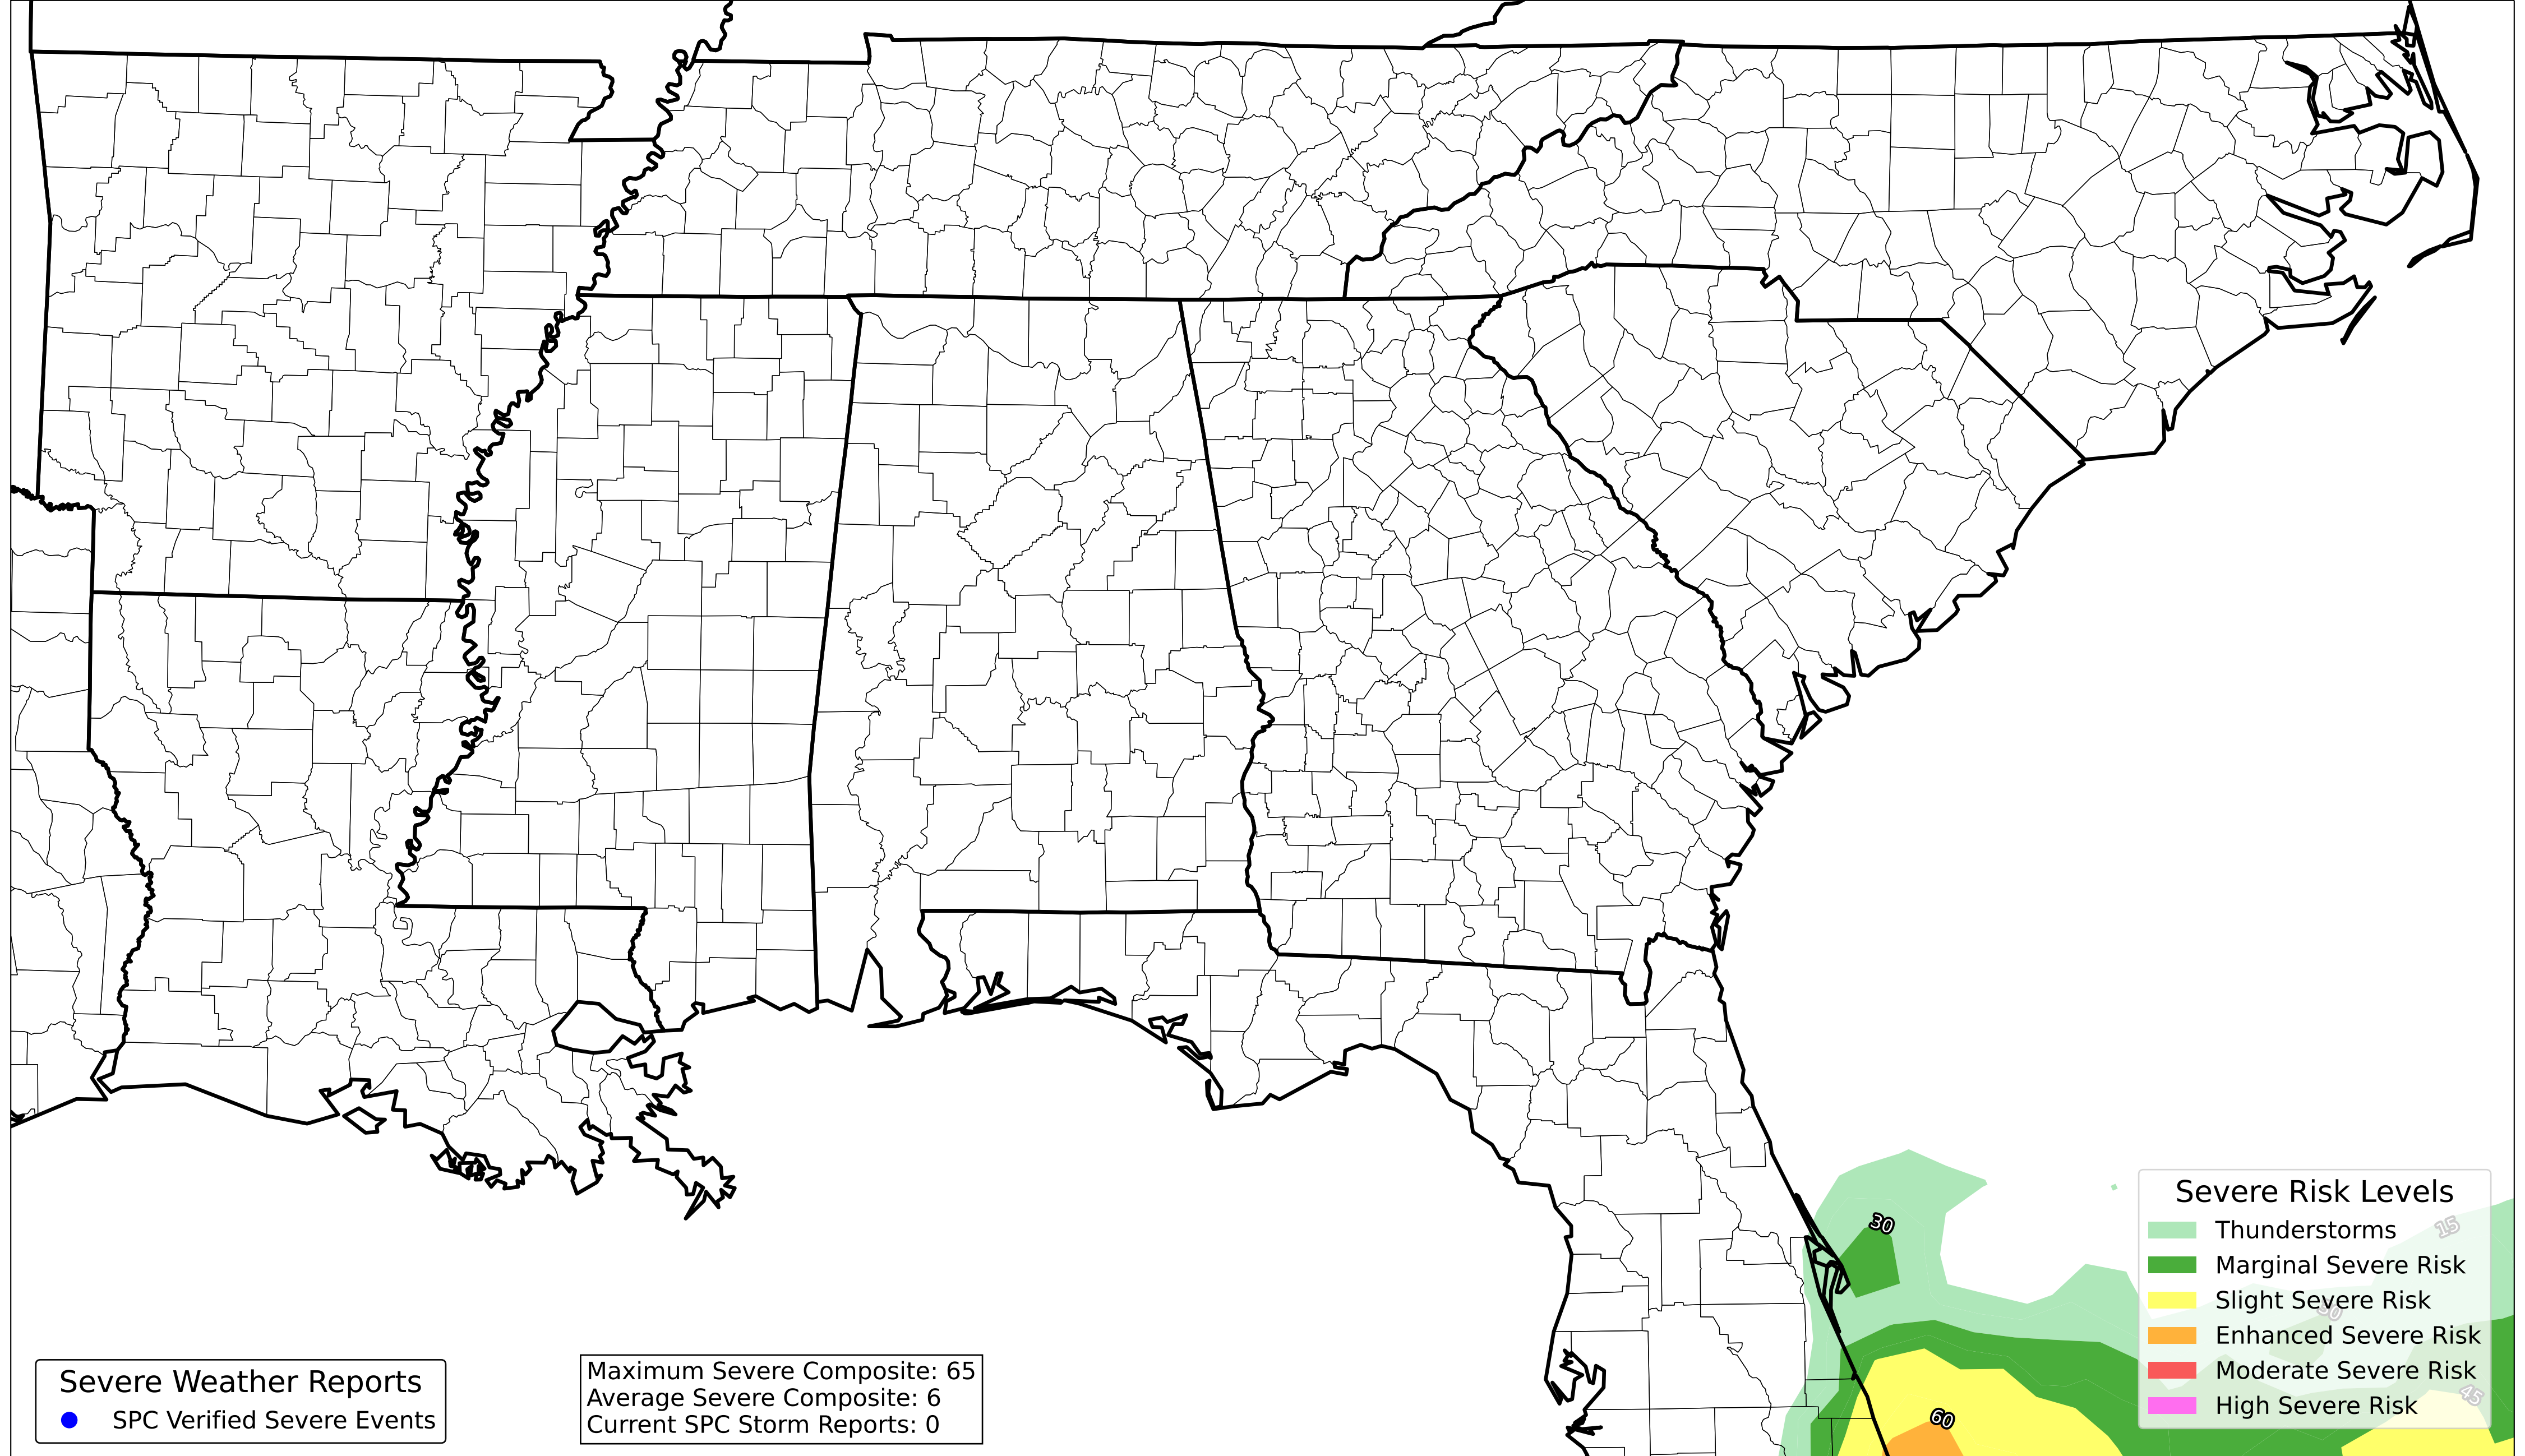 30
15
Severe Risk Levels
Thunderstorms
Marginal Severe Risk
Slight Severe Risk
30
Enhanced Severe Risk
Moderate Severe Risk
High Severe Risk
45
60
Severe Weather Reports
SPC Verified Severe Events
Maximum Severe Composite: 65
Average Severe Composite: 6
Current SPC Storm Reports: 0